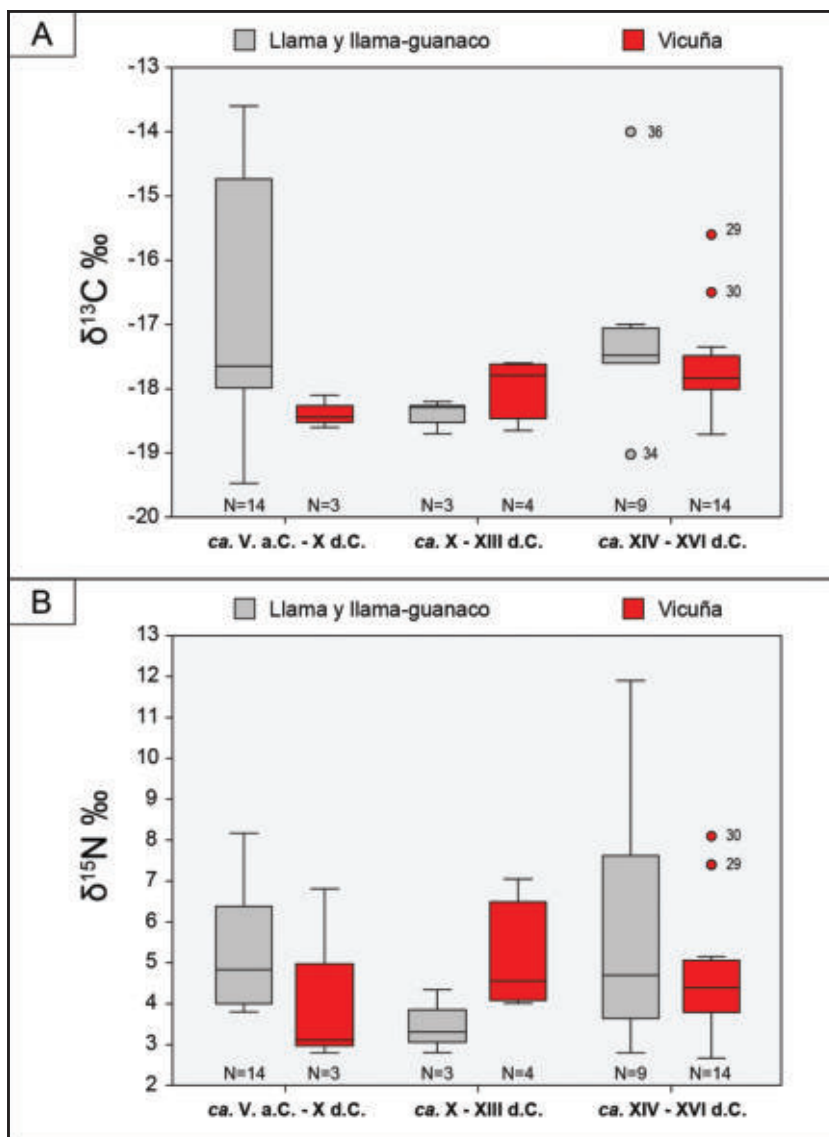 A
Llama y llama-guanaco Vicuña
-13
-14
-15
-16
-17
-18
-19
-20
δ¹³C ‰
36
29
30
34
N=14 N=3 N=3 N=4 N=9 N=14
ca. V. a.C. - X d.C. ca. X - XIII d.C. ca. XIV - XVI d.C.
B
Llama y llama-guanaco Vicuña
13
12
11
10
9
8
7
6
5
4
3
2
δ¹⁵N ‰
30
29
N=14 N=3 N=3 N=4 N=9 N=14
ca. V. a.C. - X d.C. ca. X - XIII d.C. ca. XIV - XVI d.C.